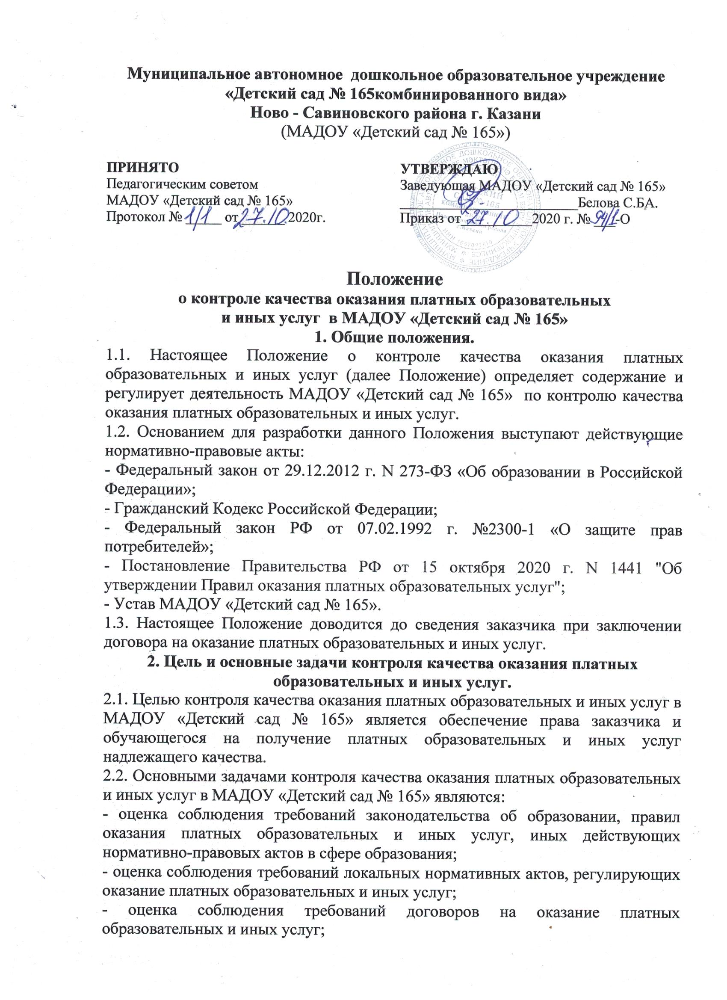 Муниципальное автономное дошкольное образовательное учреждение
«Детский сад № 165комбинированного вида»
Ново - Савиновского района г. Казани
(МАДОУ «Детский сад № 165»)
ПРИНЯТО
Педагогическим советом
МАДОУ «Детский сад № 165»
Протокол № 1/1 от 27.10.2020г.
УТВЕРЖДАЮ
Заведующая МАДОУ «Детский сад № 165»
Белова С.БА.
Приказ от 27.10 2020 г. № 94/1-О
Положение
о контроле качества оказания платных образовательных
и иных услуг в МАДОУ «Детский сад № 165»
1. Общие положения.
1.1. Настоящее Положение о контроле качества оказания платных
образовательных и иных услуг (далее Положение) определяет содержание и
регулирует деятельность МАДОУ «Детский сад № 165» по контролю качества
оказания платных образовательных и иных услуг.
1.2. Основанием для разработки данного Положения выступают действующие
нормативно-правовые акты:
- Федеральный закон от 29.12.2012 г. N 273-ФЗ «Об образовании в Российской
Федерации»;
- Гражданский Кодекс Российской Федерации;
- Федеральный закон РФ от 07.02.1992 г. №2300-1 «О защите прав
потребителей»;
- Постановление Правительства РФ от 15 октября 2020 г. N 1441 "Об
утверждении Правил оказания платных образовательных услуг";
- Устав МАДОУ «Детский сад № 165».
1.3. Настоящее Положение доводится до сведения заказчика при заключении
договора на оказание платных образовательных и иных услуг.
2. Цель и основные задачи контроля качества оказания платных
образовательных и иных услуг.
2.1. Целью контроля качества оказания платных образовательных и иных услуг в
МАДОУ «Детский сад № 165» является обеспечение права заказчика и
обучающегося на получение платных образовательных и иных услуг
надлежащего качества.
2.2. Основными задачами контроля качества оказания платных образовательных
и иных услуг в МАДОУ «Детский сад № 165» являются:
- оценка соблюдения требований законодательства об образовании, правил
оказания платных образовательных и иных услуг, иных действующих
нормативно-правовых актов в сфере образования;
- оценка соблюдения требований локальных нормативных актов, регулирующих
оказание платных образовательных и иных услуг;
- оценка соблюдения требований договоров на оказание платных
образовательных и иных услуг;